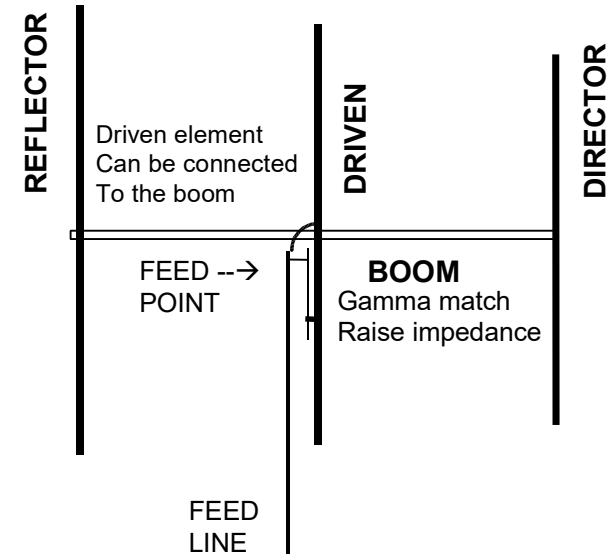 REFLECTOR
Driven element
Can be connected
To the boom
DRIVEN
DIRECTOR
FEED --→
POINT
BOOM
Gamma match
Raise impedance
FEED
LINE